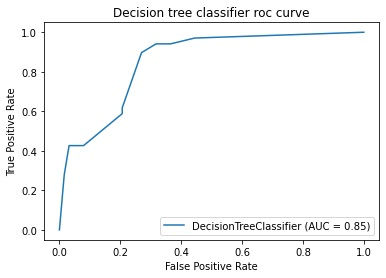 Decision tree classifier roc curve
True Positive Rate
1.0
0.8
0.6
0.4
0.2
0.0
DecisionTreeClassifier (AUC = 0.85)
0.0 0.2 0.4 0.6 0.8 1.0
False Positive Rate